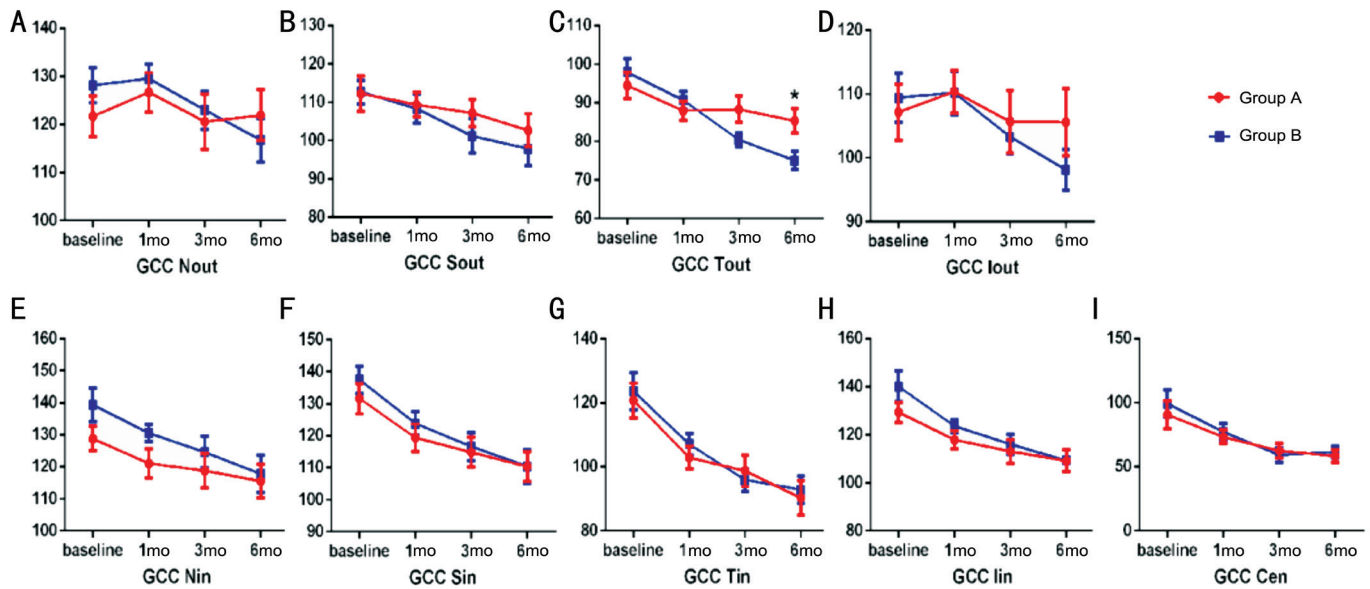 A
140
130
120
110
100
baseline 1mo 3mo 6mo
GCC Nout
B
130
120
110
100
90
80
baseline 1mo 3mo 6mo
GCC Sout
C
110
100
90
80
70
60
*
baseline 1mo 3mo 6mo
GCC Tout
D
120
110
100
90
baseline 1mo 3mo 6mo
GCC Iout
Group A
Group B
E
160
150
140
130
120
110
100
baseline 1mo 3mo 6mo
GCC Nin
F
150
140
130
120
110
100
90
baseline 1mo 3mo 6mo
GCC Sin
G
140
120
100
80
baseline 1mo 3mo 6mo
GCC Tin
H
160
140
120
100
80
baseline 1mo 3mo 6mo
GCC Iin
I
150
100
50
0
baseline 1mo 3mo 6mo
GCC Cen